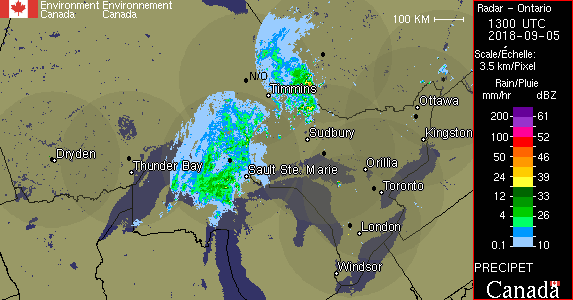 Environment Environnement
Canada Canada
100 KM
N/O
Timmins
Ottawa
Sudbury
Kingston
Dryden
Thunder Bay
Sault Ste. Marie
Orillia
Toronto
London
Windsor
Radar - Ontario
1300 UTC
2018-09-05
Scale/Échelle:
3.5 km/Pixel
Rain/Pluie
mm/hr dBZ
200 61
100 52
50 46
24 39
12 33
4 26
0.1 10
PRECIPET
Canada